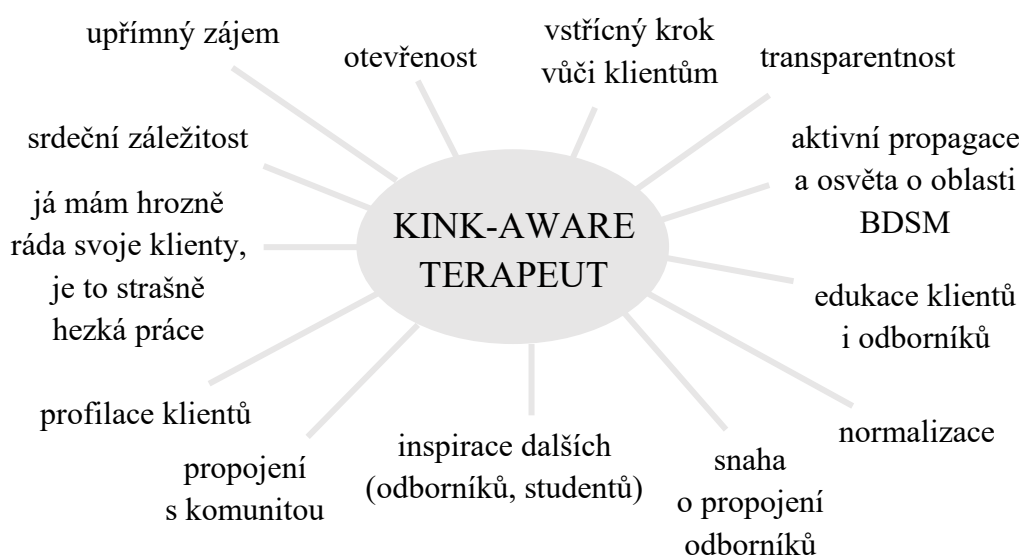 upřímný zájem
otevřenost
vstřícný krok
vůči klientům
transparentnost
srdeční záležitost
aktivní propagace
a osvěta o oblasti
BDSM
já mám hrozně
ráda svoje klienty,
je to strašně
hezká práce
KINK-AWARE
TERAPEUT
edukace klientů
i odborníků
profilace klientů
normalizace
propojení
s komunitou
inspirace dalších
(odborníků, studentů)
snaha
o propojení
odborníků